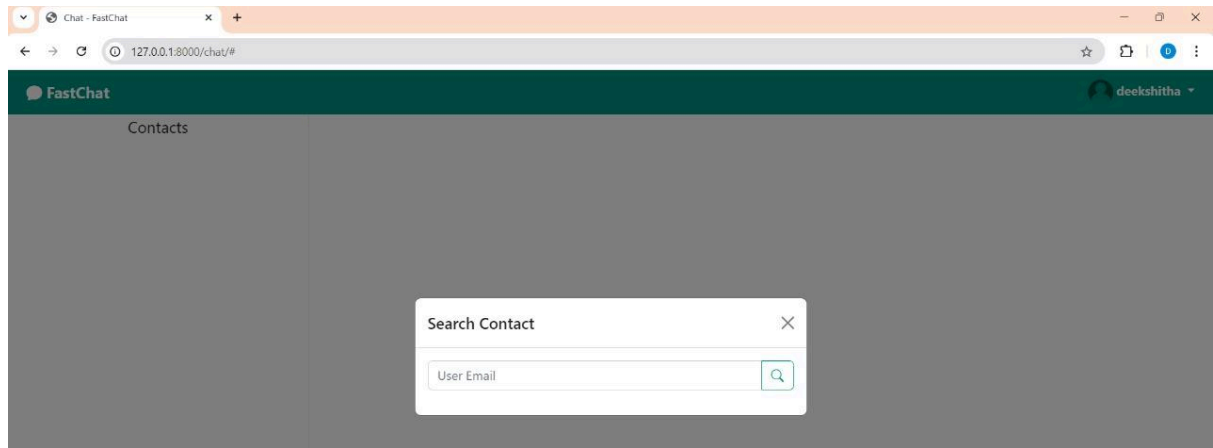 Chat - FastChat
127.0.0.1:8000/chat/#
D
FastChat
deekshitha
Contacts
Search Contact
User Email